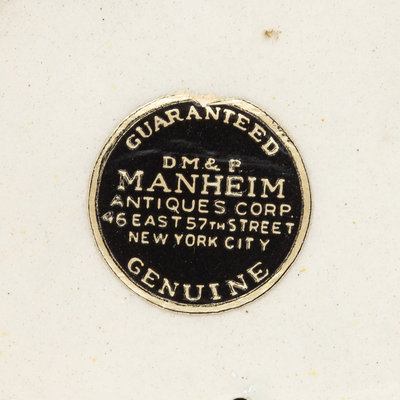 GUARANTEED
D.M. & P.
MANHEIM
ANTIQUES CORP.
46 EAST 57TH STREET
NEW YORK CITY
GENUINE